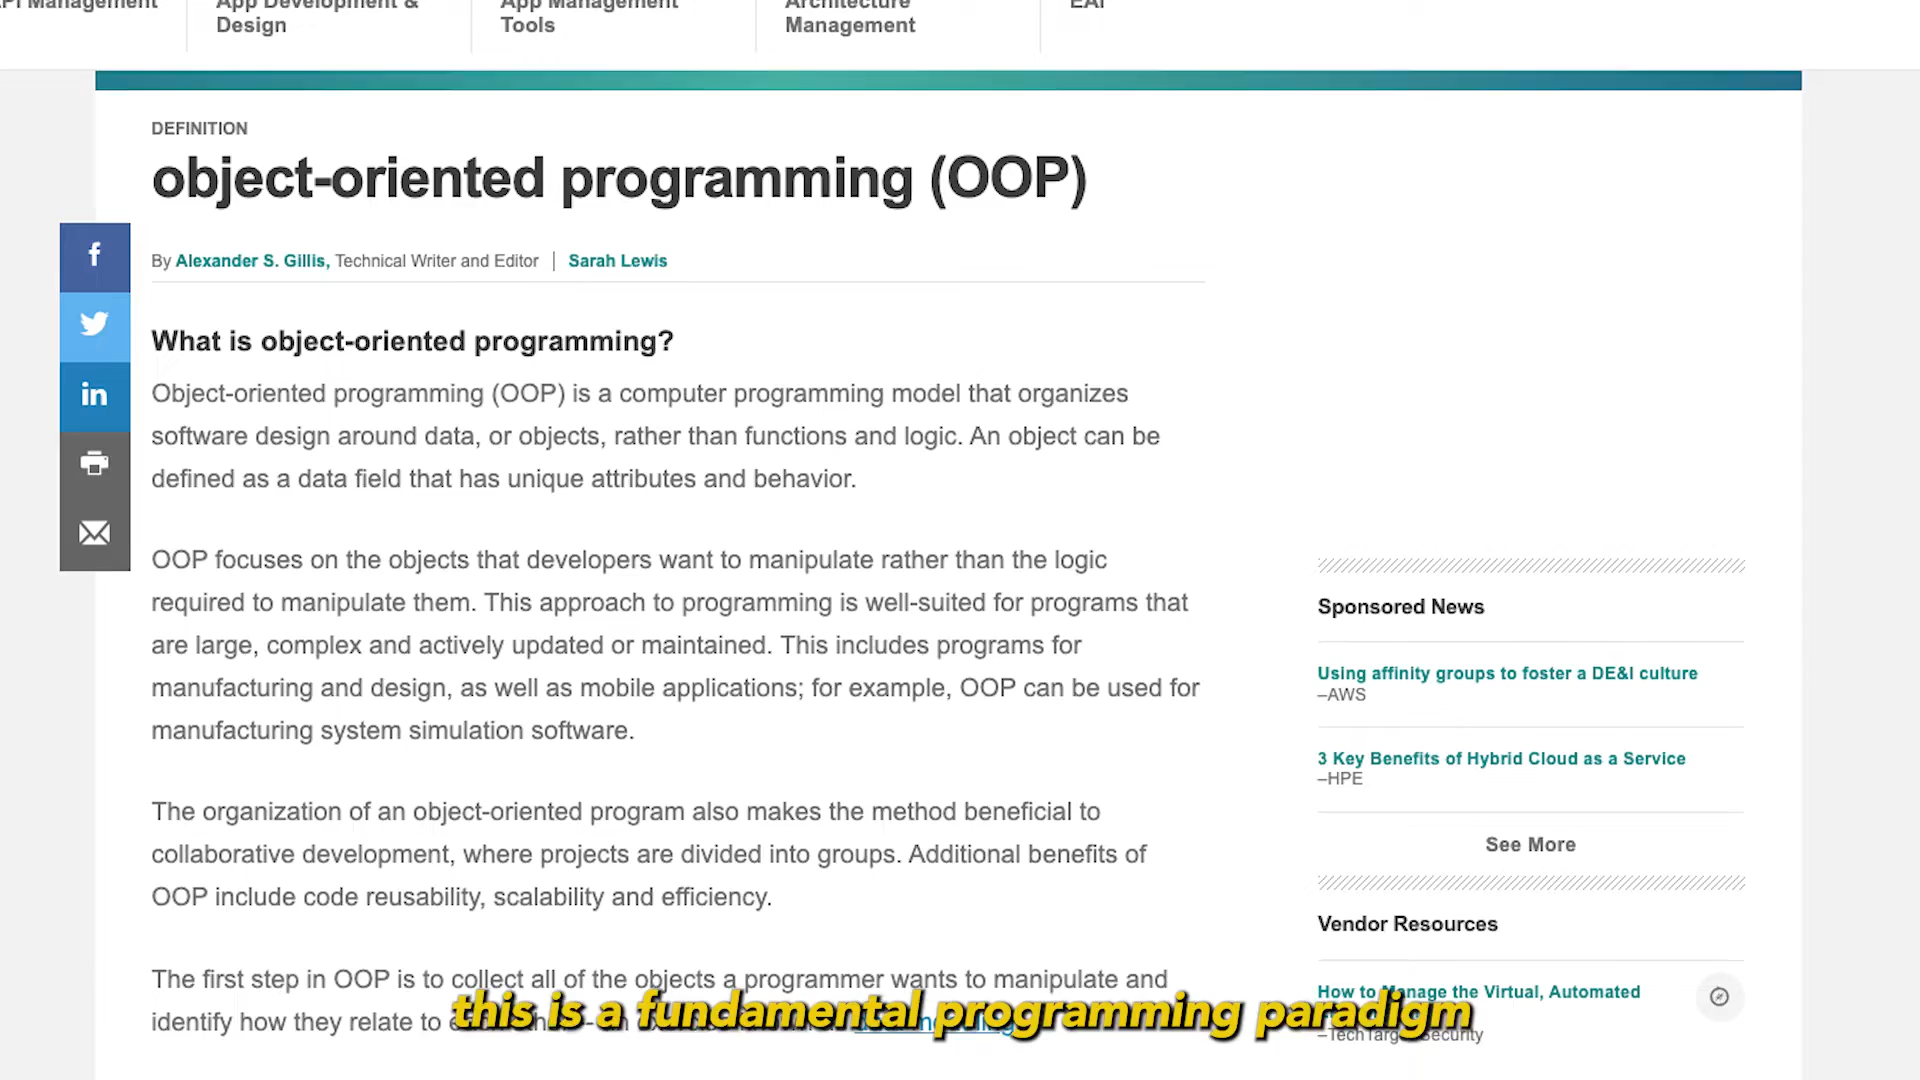 API Management
App Development &
Design
App Management
Tools
Architecture
Management
EAI
DEFINITION
object-oriented programming (OOP)
By Alexander S. Gillis, Technical Writer and Editor | Sarah Lewis
What is object-oriented programming?
Object-oriented programming (OOP) is a computer programming model that organizes
software design around data, or objects, rather than functions and logic. An object can be
defined as a data field that has unique attributes and behavior.
OOP focuses on the objects that developers want to manipulate rather than the logic
required to manipulate them. This approach to programming is well-suited for programs that
are large, complex and actively updated or maintained. This includes programs for
manufacturing and design, as well as mobile applications; for example, OOP can be used for
manufacturing system simulation software.
The organization of an object-oriented program also makes the method beneficial to
collaborative development, where projects are divided into groups. Additional benefits of
OOP include code reusability, scalability and efficiency.
The first step in OOP is to collect all of the objects a programmer wants to manipulate and
identify how they relate to
this is a fundamental programming paradigm
Sponsored News
Using affinity groups to foster a DE&I culture
–AWS
3 Key Benefits of Hybrid Cloud as a Service
–HPE
See More
Vendor Resources
How to Manage the Virtual, Automated
–TechTarget Security